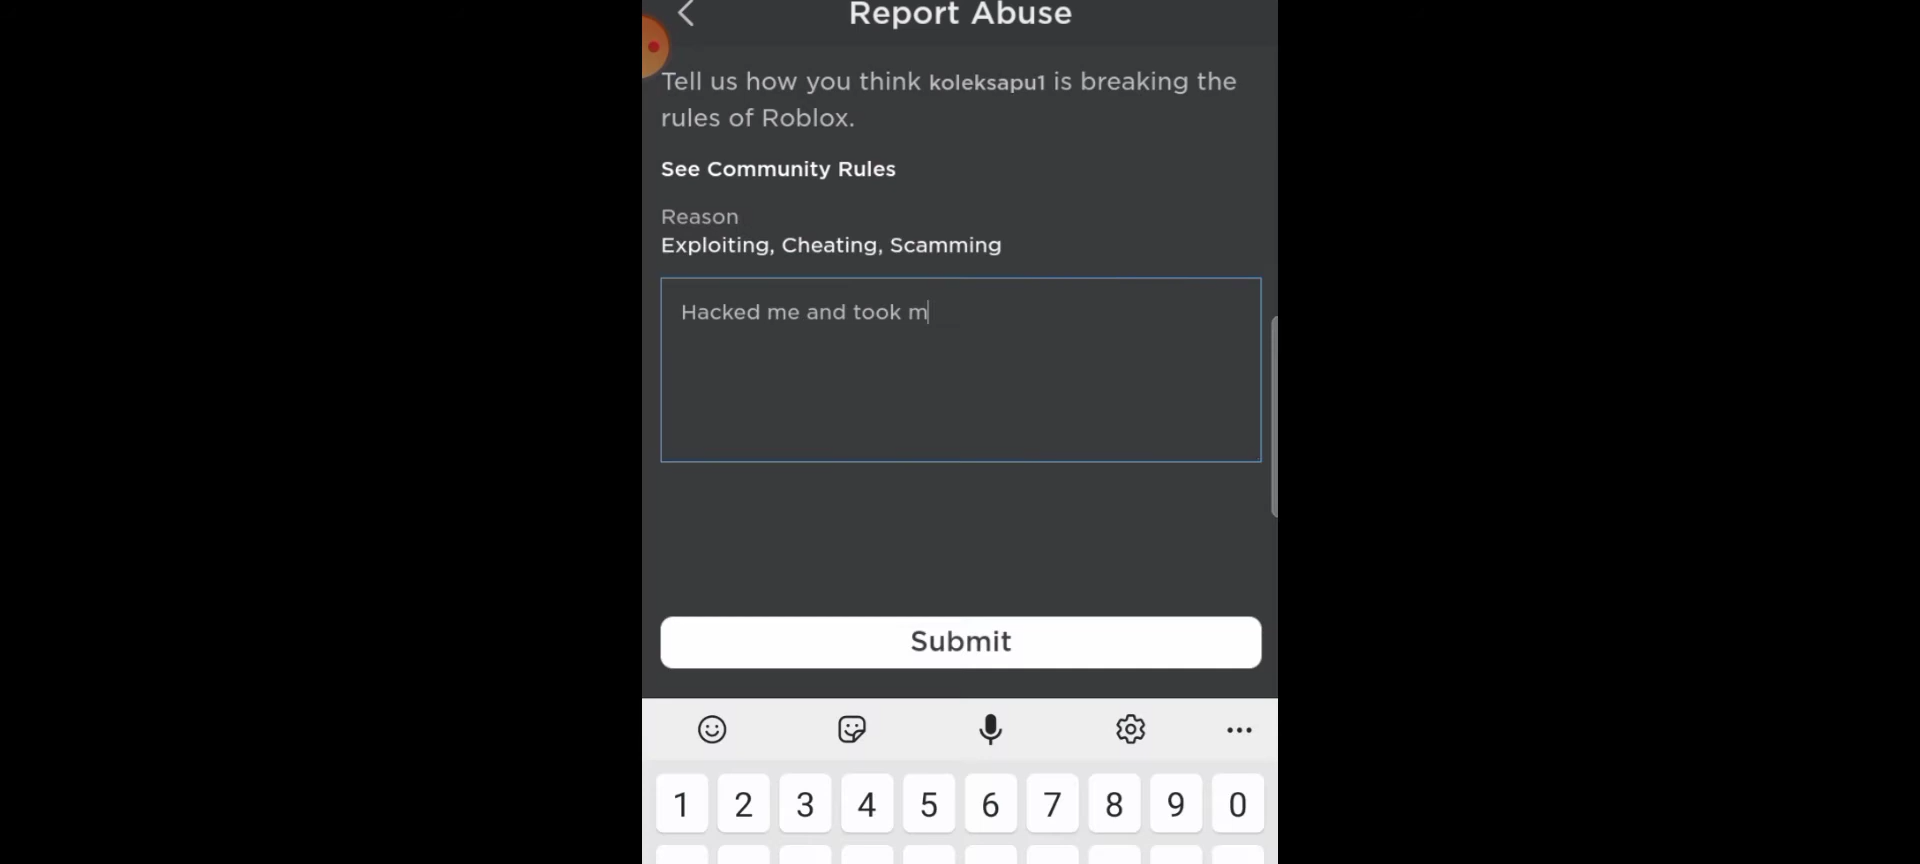 Report Abuse
Tell us how you think koleksapu1 is breaking the
rules of Roblox.
See Community Rules
Reason
Exploiting, Cheating, Scamming
Hacked me and took m
Submit
1 2 3 4 5 6 7 8 9 0